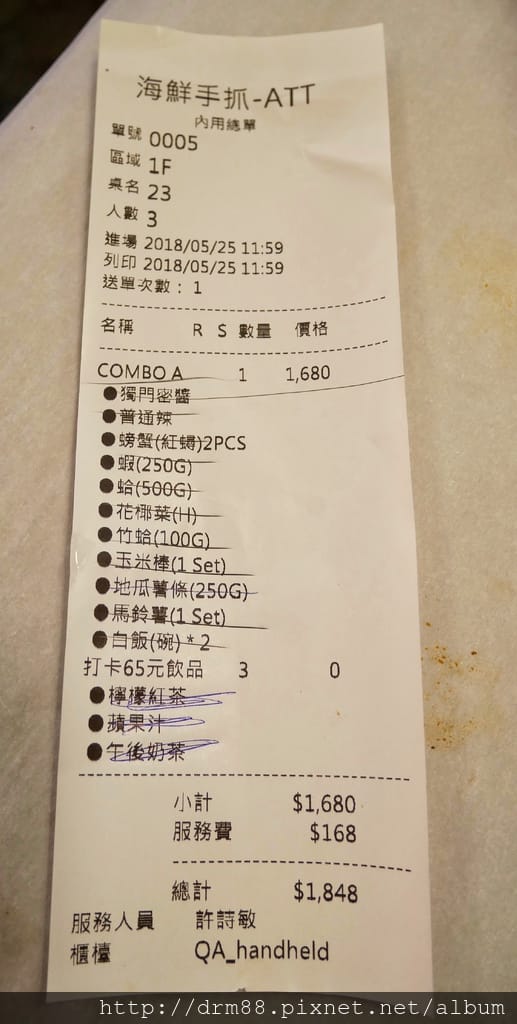 海鮮手抓-ATT
內用總單
單號 0005
區域 1F
桌名 23
人數 3
進場 2018/05/25 11:59
列印 2018/05/25 11:59
送單次數： 1
名稱 R S 數量 價格
COMBO A 1 1,680
●獨門密醬
●普通辣
●螃蟹(紅蟳)2PCS
●蝦(250G)
●蛤(500G)
●花椰菜(H)
●竹蛤(100G)
●玉米棒(1 Set)
●地瓜薯條(250G)
●馬鈴薯(1 Set)
●白飯(碗) * 2
打卡65元飲品 3 0
●檸檬紅茶
●蘋果汁
●午後奶茶
小計 $1,680
服務費 $168
總計 $1,848
服務人員 許詩敏
櫃檯 QA_handheld
http://drm88.pixnet.net/album